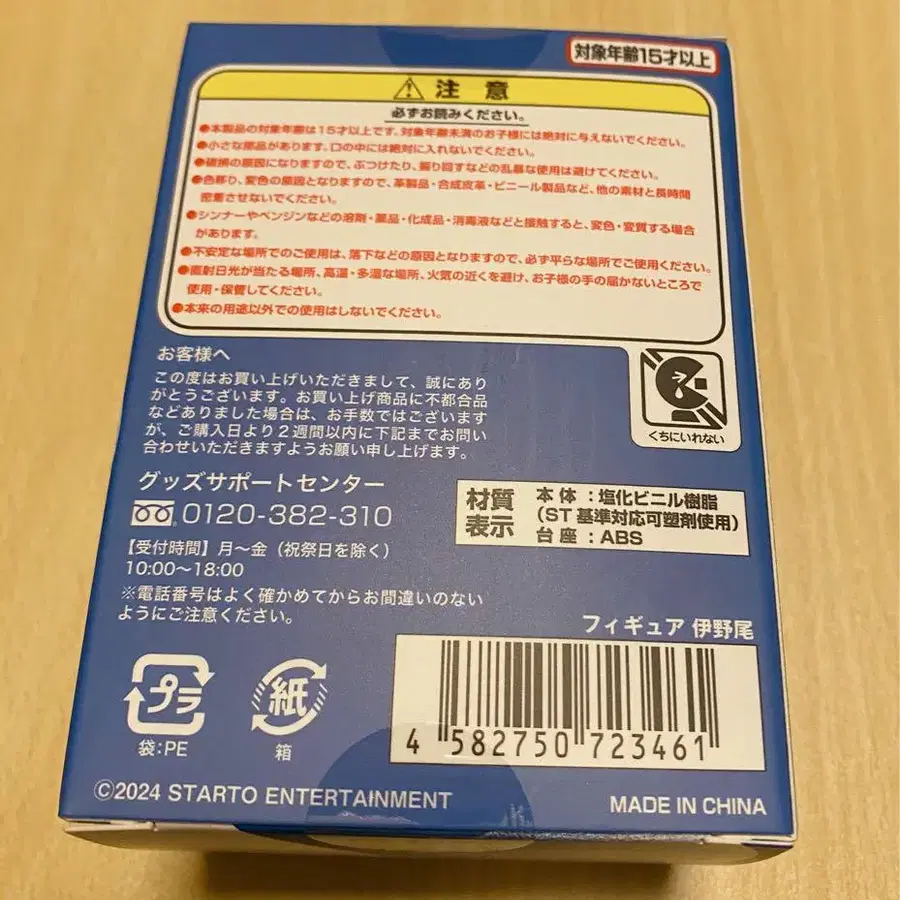 対象年齢15才以上
注 意
必ずお読みください。
●本製品の対象年齢は15才以上です。対象年齢未満のお子様には絶対に与えないでください。
●小さな部品があります。口の中には絶対に入れないでください。
●破損の原因になりますので、ぶつけたり、振り回すなどの乱暴な使用は避けてください。
●色移り、変色の原因となりますので、革製品・合成皮革・ビニール製品など、他の素材と長時間
密着させないでください。
●シンナーやベンジンなどの溶剤・薬品・化成品・消毒液などと接触すると、変色・変質する場合
があります。
●不安定な場所でのご使用は、落下などの原因となりますので、必ず平らな場所でご使用ください。
●直射日光が当たる場所、高温・多湿な場所、火気の近くを避け、お子様の手の届かないところで
使用・保管してください。
●本来の用途以外での使用はしないでください。
くちにいれない
お客様へ
この度はお買い上げいただきまして、誠にあり
がとうございます。お買い上げ商品に不都合品
などありました場合は、お手数ではございます
が、ご購入日より2週間以内に下記までお問い
合わせいただきますようお願い申し上げます。
グッズサポートセンター
0120-382-310
【受付時間】月〜金（祝祭日を除く）
10:00〜18:00
※電話番号はよく確かめてからお間違いのない
ようにご注意ください。
材質
表示
本体：塩化ビニル樹脂
（ST基準対応可塑剤使用）
台座：ABS
フィギュア 伊野尾
プラ
袋:PE
紙
箱
4 582750 723461
©2024 STARTO ENTERTAINMENT
MADE IN CHINA